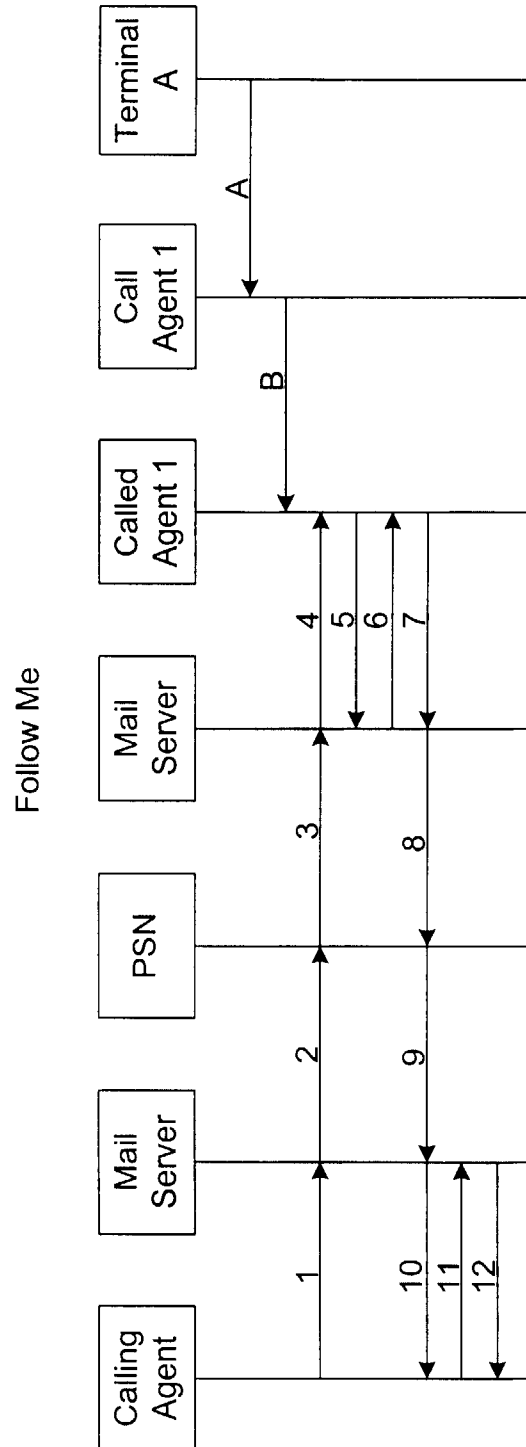 Follow Me
Calling
Agent
Mail
Server
PSN
Mail
Server
Called
Agent 1
Call
Agent 1
Terminal
A
A
B
1
2
3
4
5
6
7
8
9
10
11
12